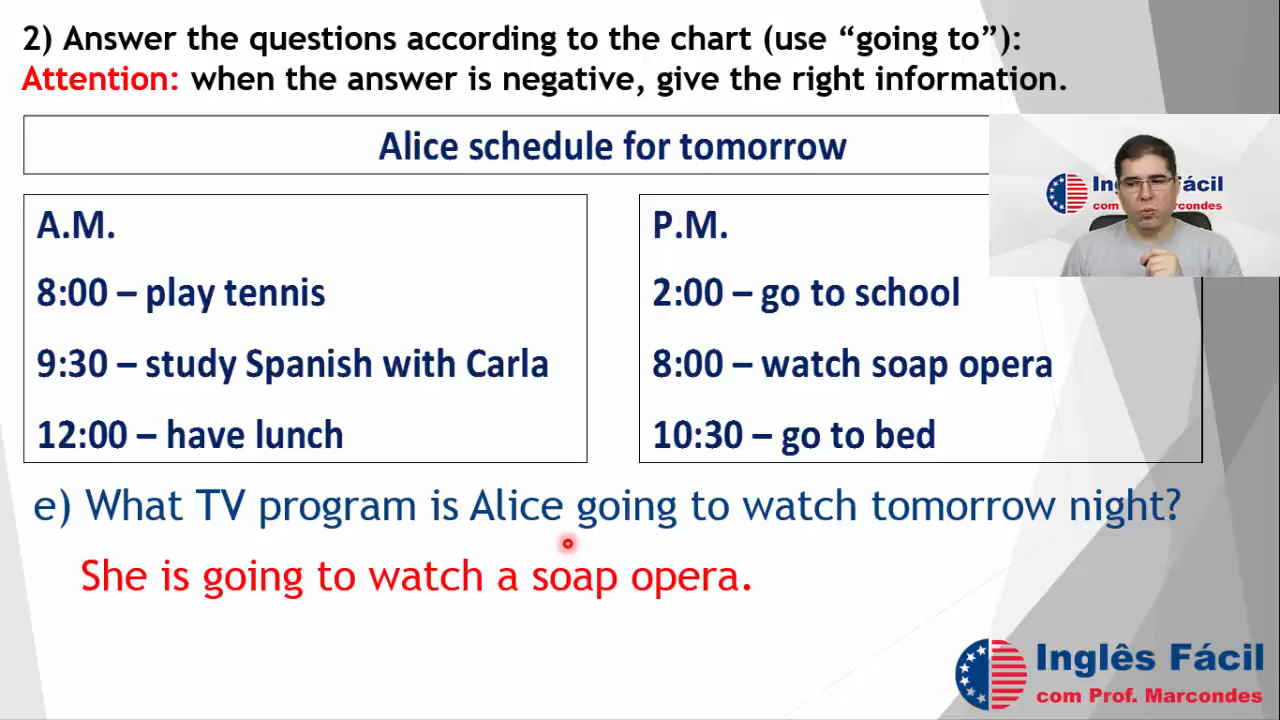 2) Answer the questions according to the chart (use “going to”):
Attention: when the answer is negative, give the right information.
Alice schedule for tomorrow
A.M.
8:00 – play tennis
9:30 – study Spanish with Carla
12:00 – have lunch
P.M.
2:00 – go to school
8:00 – watch soap opera
10:30 – go to bed
e) What TV program is Alice going to watch tomorrow night?
She is going to watch a soap opera.
Inglês Fácil
com Prof. Marcondes